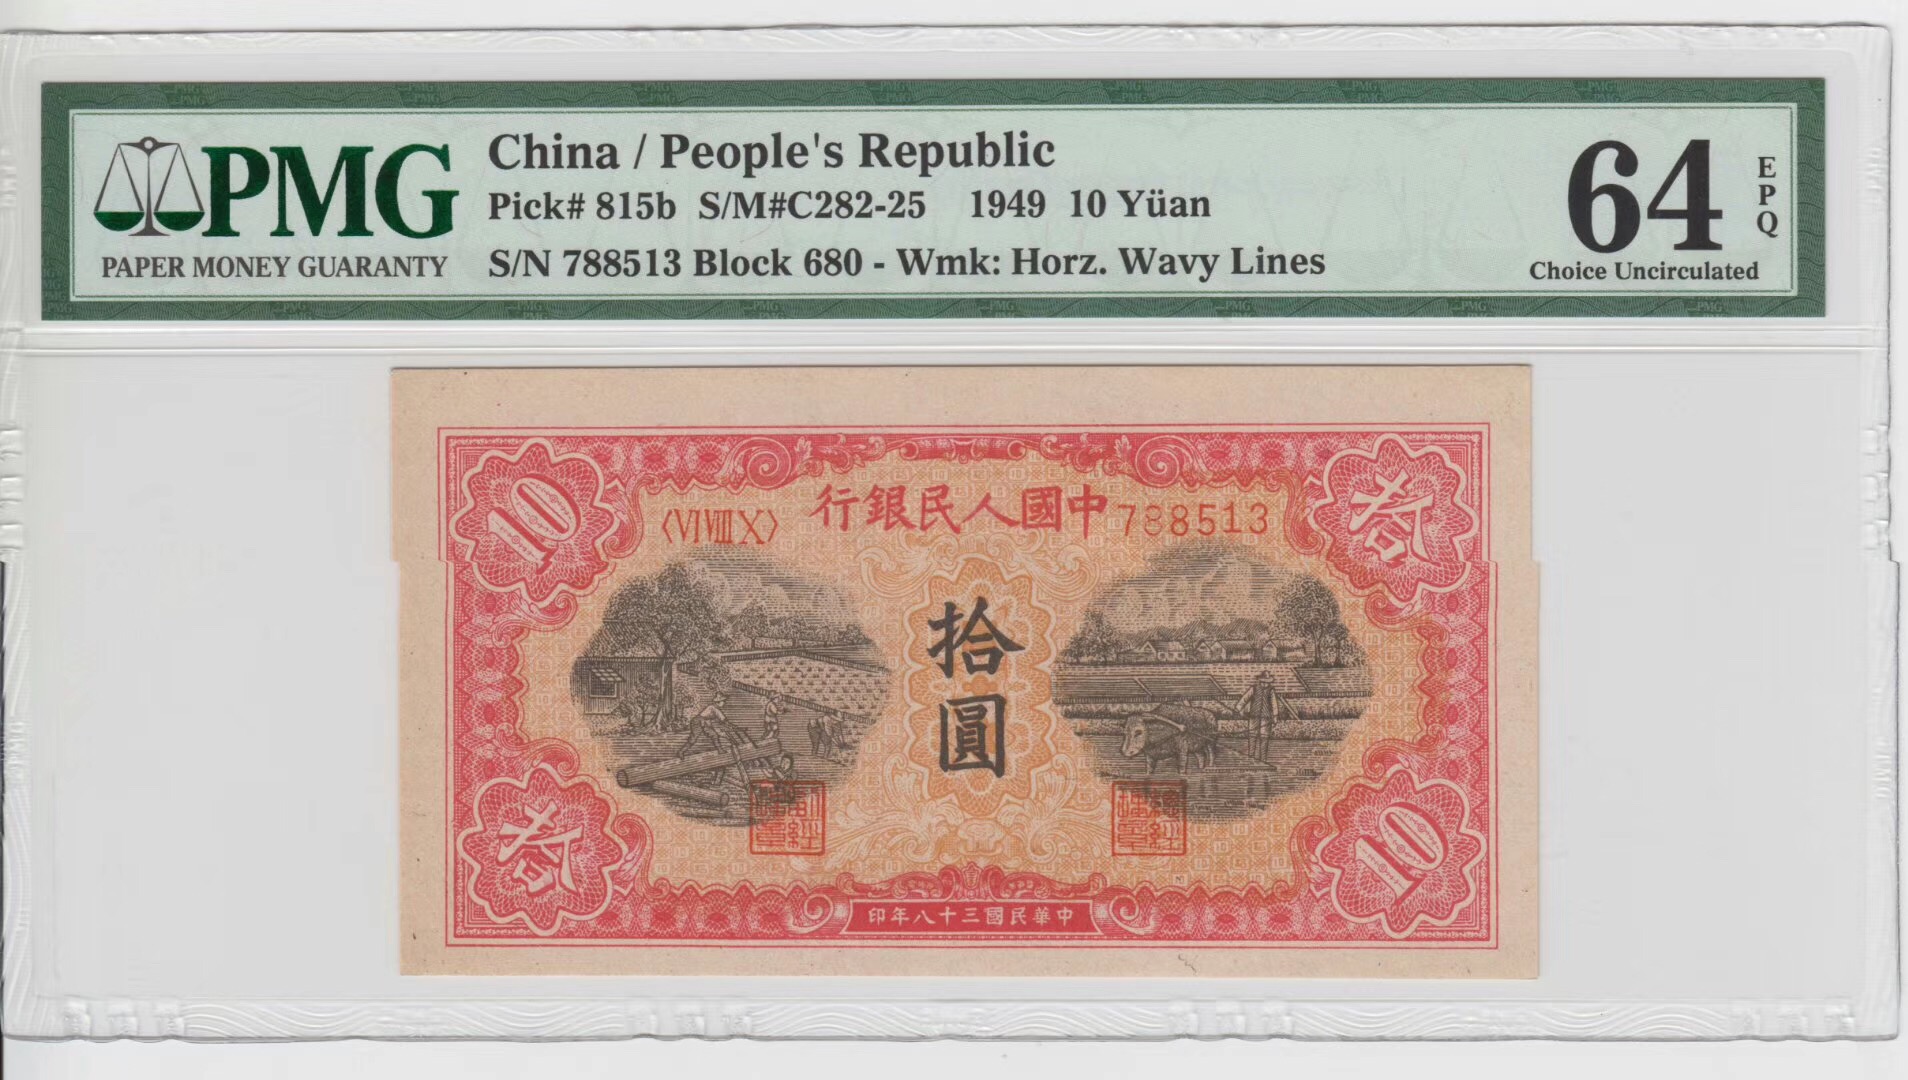 PMG
PAPER MONEY GUARANTY
China / People's Republic
Pick# 815b S/M#C282-25 1949 10 Yüan
S/N 788513 Block 680 - Wmk: Horz. Wavy Lines
64
EPQ
Choice Uncirculated
10
拾
行銀民人國中
〈VI VIII X〉
788513
拾圓
拾
10
印年八十三國民華中